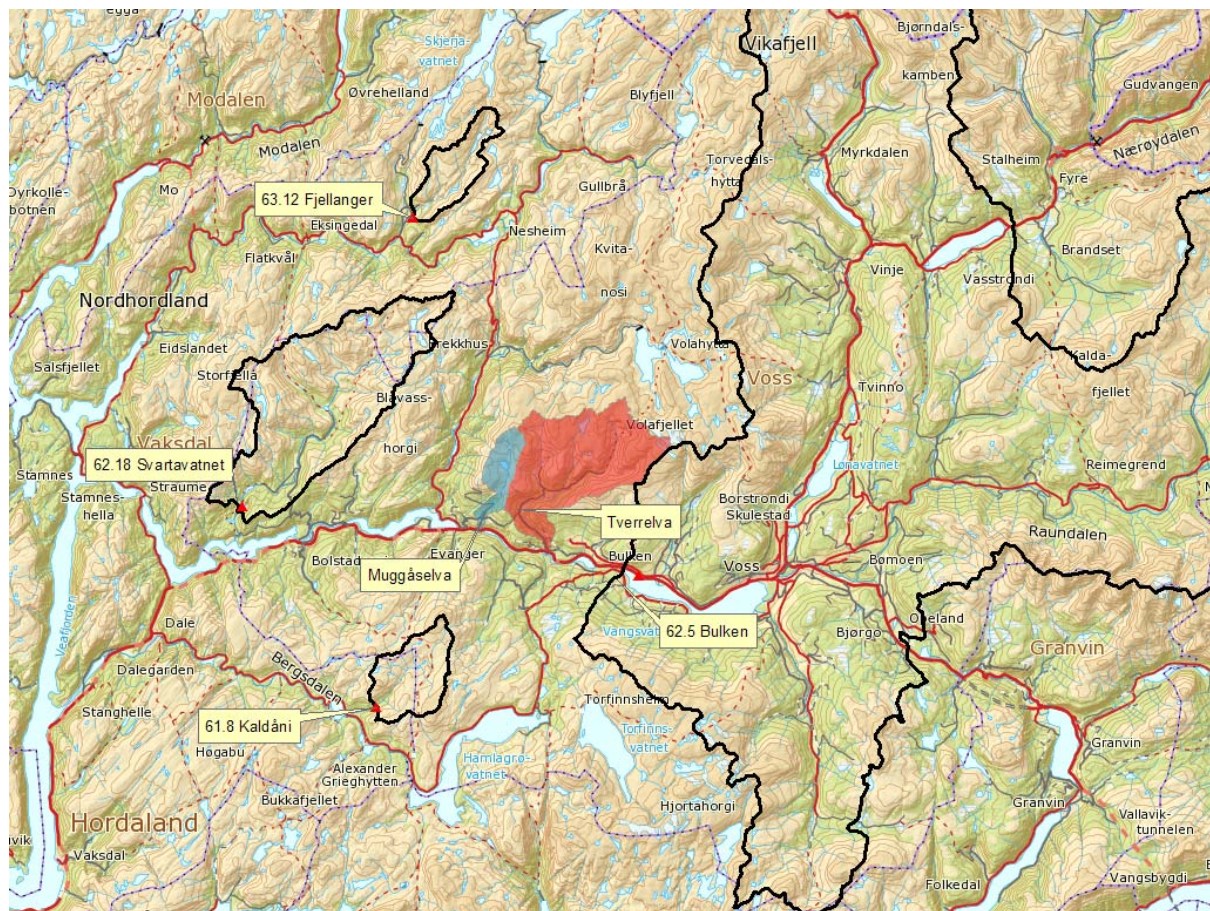 egga
Skjerja-
vatnet
Vikafjell
Bjørndals-
kamben
Gudvangen
Øvrehelland
Blyfjell
Modalen
Modalen
Nærøydalen
Myrkdalen
Stalheim
Torvedals-
hytta
Fyre
Dyrkolle-
botnen
Mo
Gullbrå
63.12 Fjellanger
Eksingedal
Nesheim
Kvita-
nosi
Brandset
Flatkvål
Vinje
Vasstrondi
Nordhordland
Eidslandet
Brekkhus
Volahytta
Kalda-
fjellet
Salsfjellet
Storfjella
Voss
Tvinno
Blåvass-
horgi
Volafjellet
Vaksdal
62.18 Svartavatnet
Stamnes
Straume
Lønavatnet
Reimegrend
Stamnes-
hella
Borstrondi
Skulestad
Tverrelva
Raundalen
Evanger
Bolstad
Bulken
Voss
Bømoen
Muggåselva
Veafjorden
Dale
Vangsvat
62.5 Bulken
Bjørgo
Granvin
Dalegarden
Bergsdalen
Stanghelle
61.8 Kaldåni
Torfinnsheim
Torfinns-
vatnet
Høgabu
Hamlagrø-
vatnet
Granvin
Alexander
Grieghytten
Bukkafjellet
Hjortahorgi
Granvin
Vallavik-
tunnelen
Hordaland
Vaksdal
Folkedal
Vangsbygdi